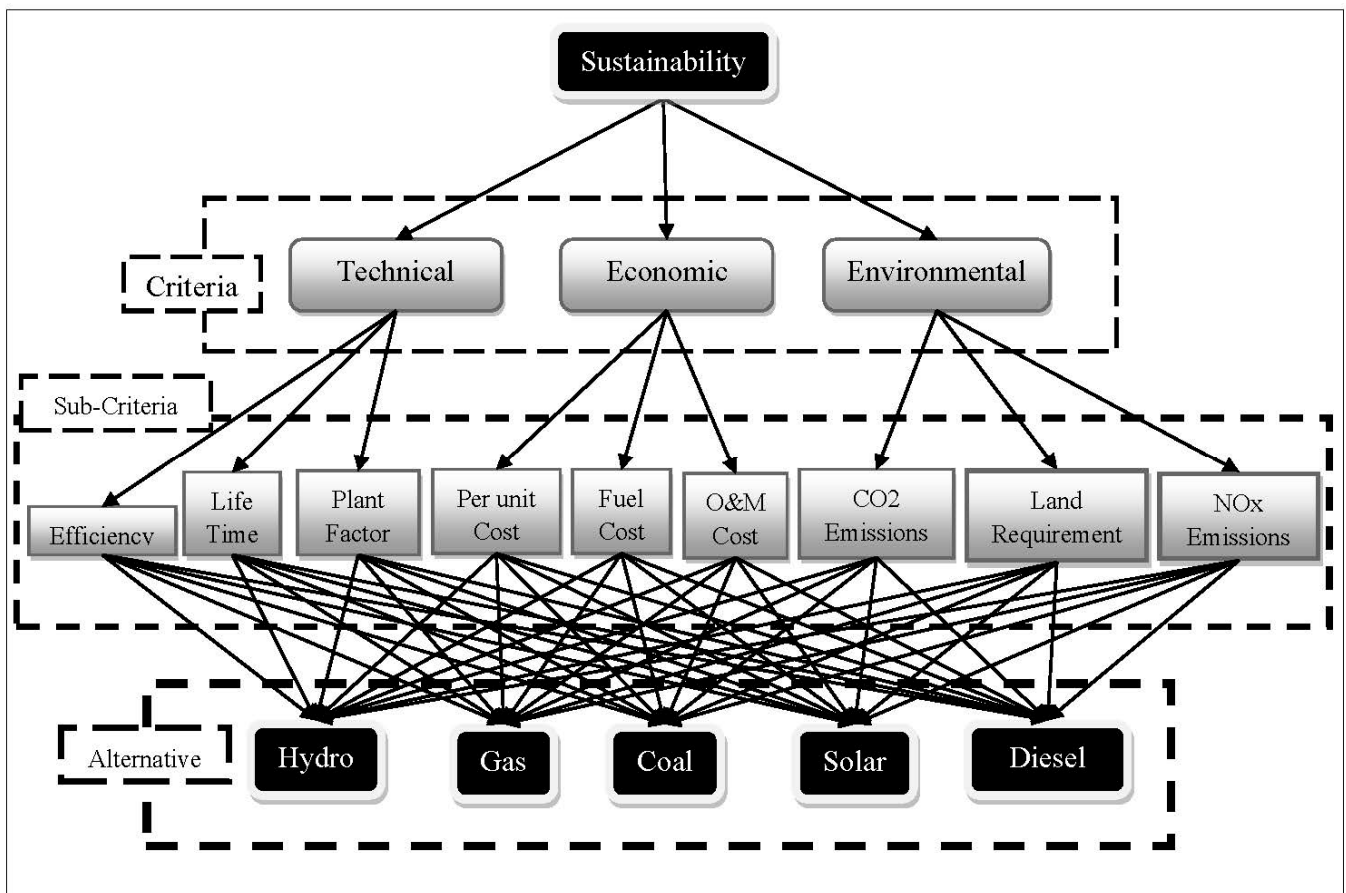 Sustainability
Criteria
Technical
Economic
Environmental
Sub-Criteria
Efficiency
Life
Time
Plant
Factor
Per unit
Cost
Fuel
Cost
O&M
Cost
CO2
Emissions
Land
Requirement
NOx
Emissions
Alternative
Hydro
Gas
Coal
Solar
Diesel